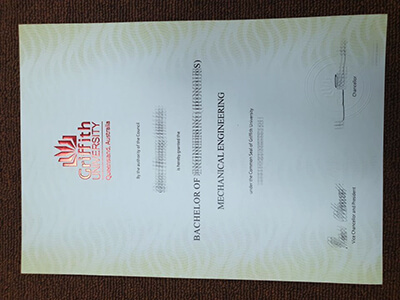 Griffith
UNIVERSITY
Queensland, Australia
By the authority of the Council
is hereby granted the
BACHELOR OF S)
MECHANICAL ENGINEERING
under the Common Seal of Griffith University
Chancellor
Vice Chancellor and President